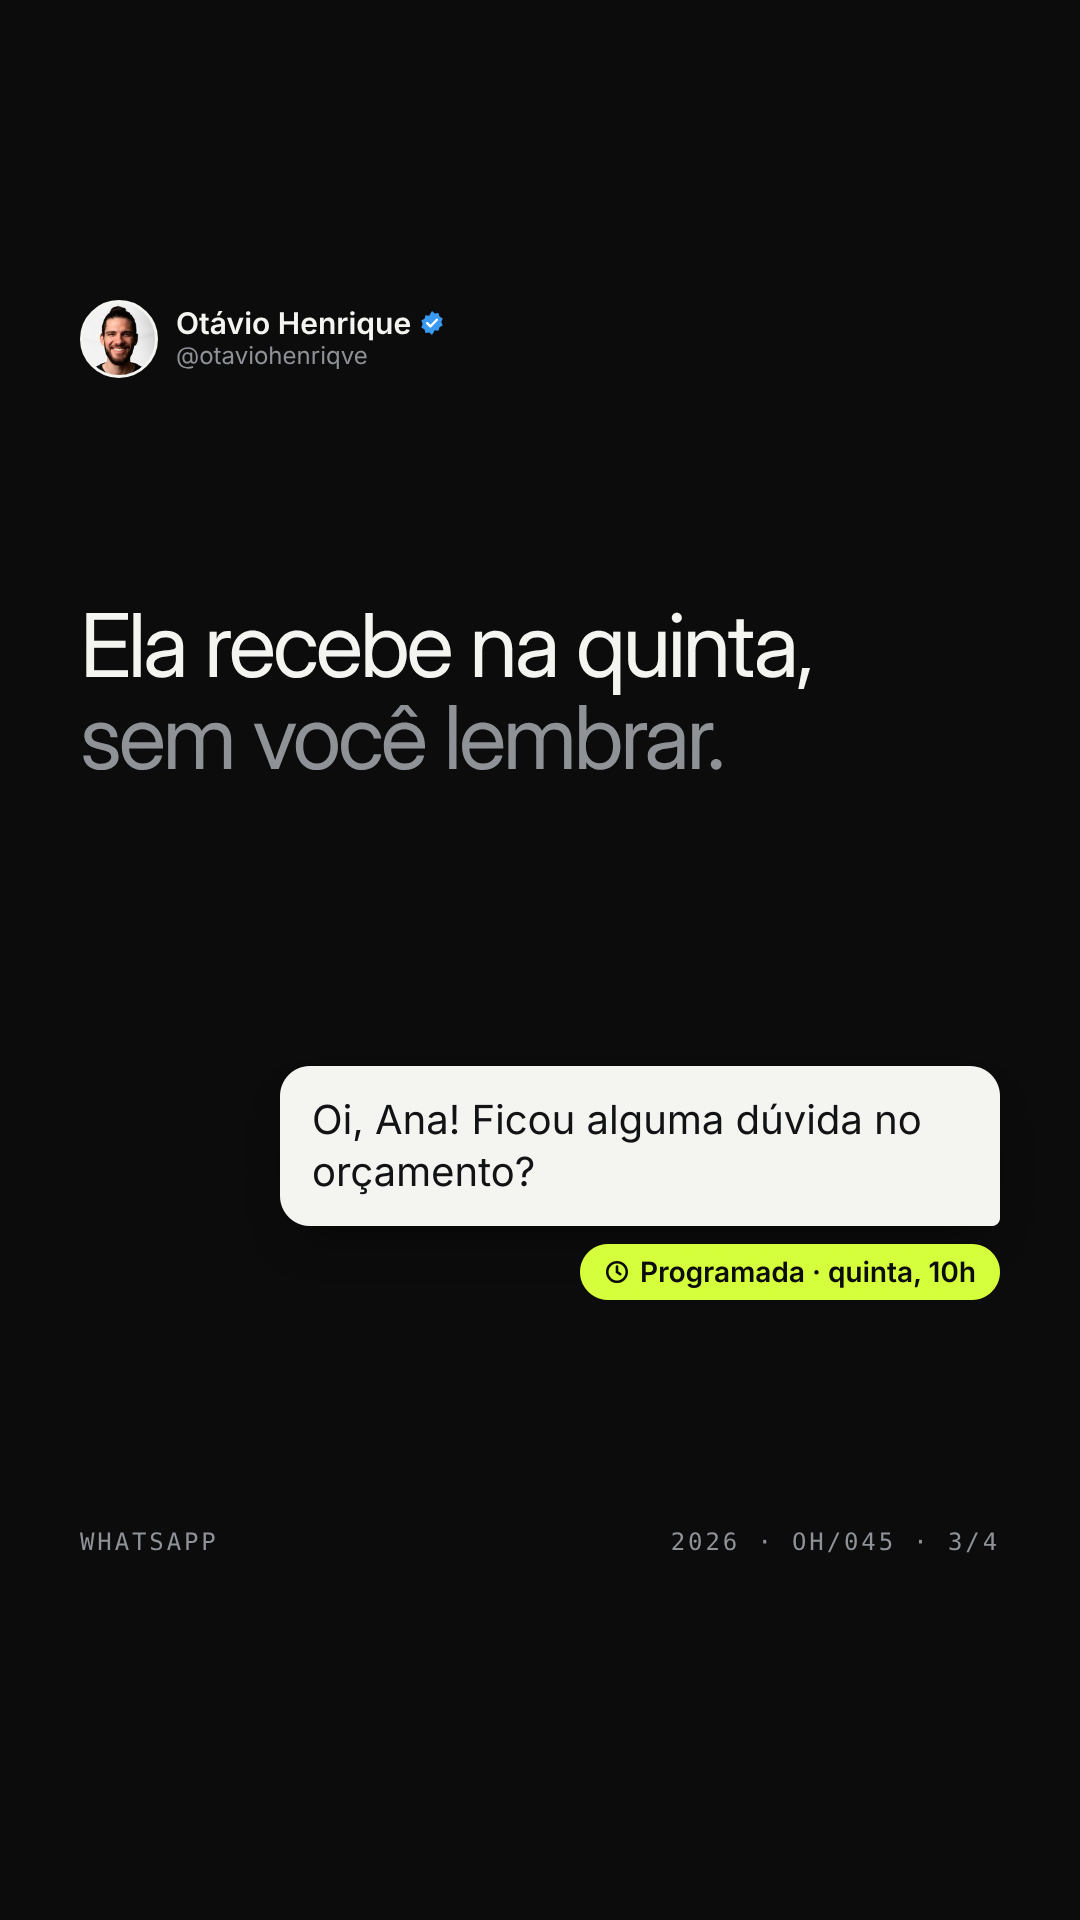 Otávio Henrique
@otaviohenriqve
Ela recebe na quinta,
sem você lembrar.
Oi, Ana! Ficou alguma dúvida no
orçamento?
Programada · quinta, 10h
WHATSAPP
2026 · OH/045 · 3/4